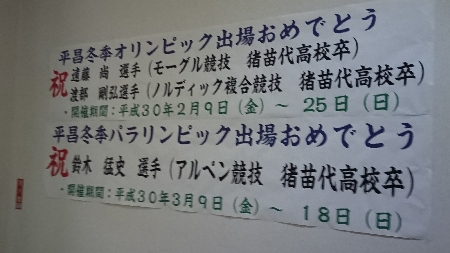 平昌冬季オリンピック出場おめでとう
祝
遠藤 尚 選手(モーグル競技 猪苗代高校卒)
渡部 剛弘選手(ノルディック複合競技 猪苗代高校卒)
・開催期間:平成30年2月9日(金)~ 25日(日)
平昌冬季パラリンピック出場おめでとう
祝
鈴木 猛史 選手(アルペン競技 猪苗代高校卒)
・開催期間:平成30年3月9日(金)~ 18日(日)